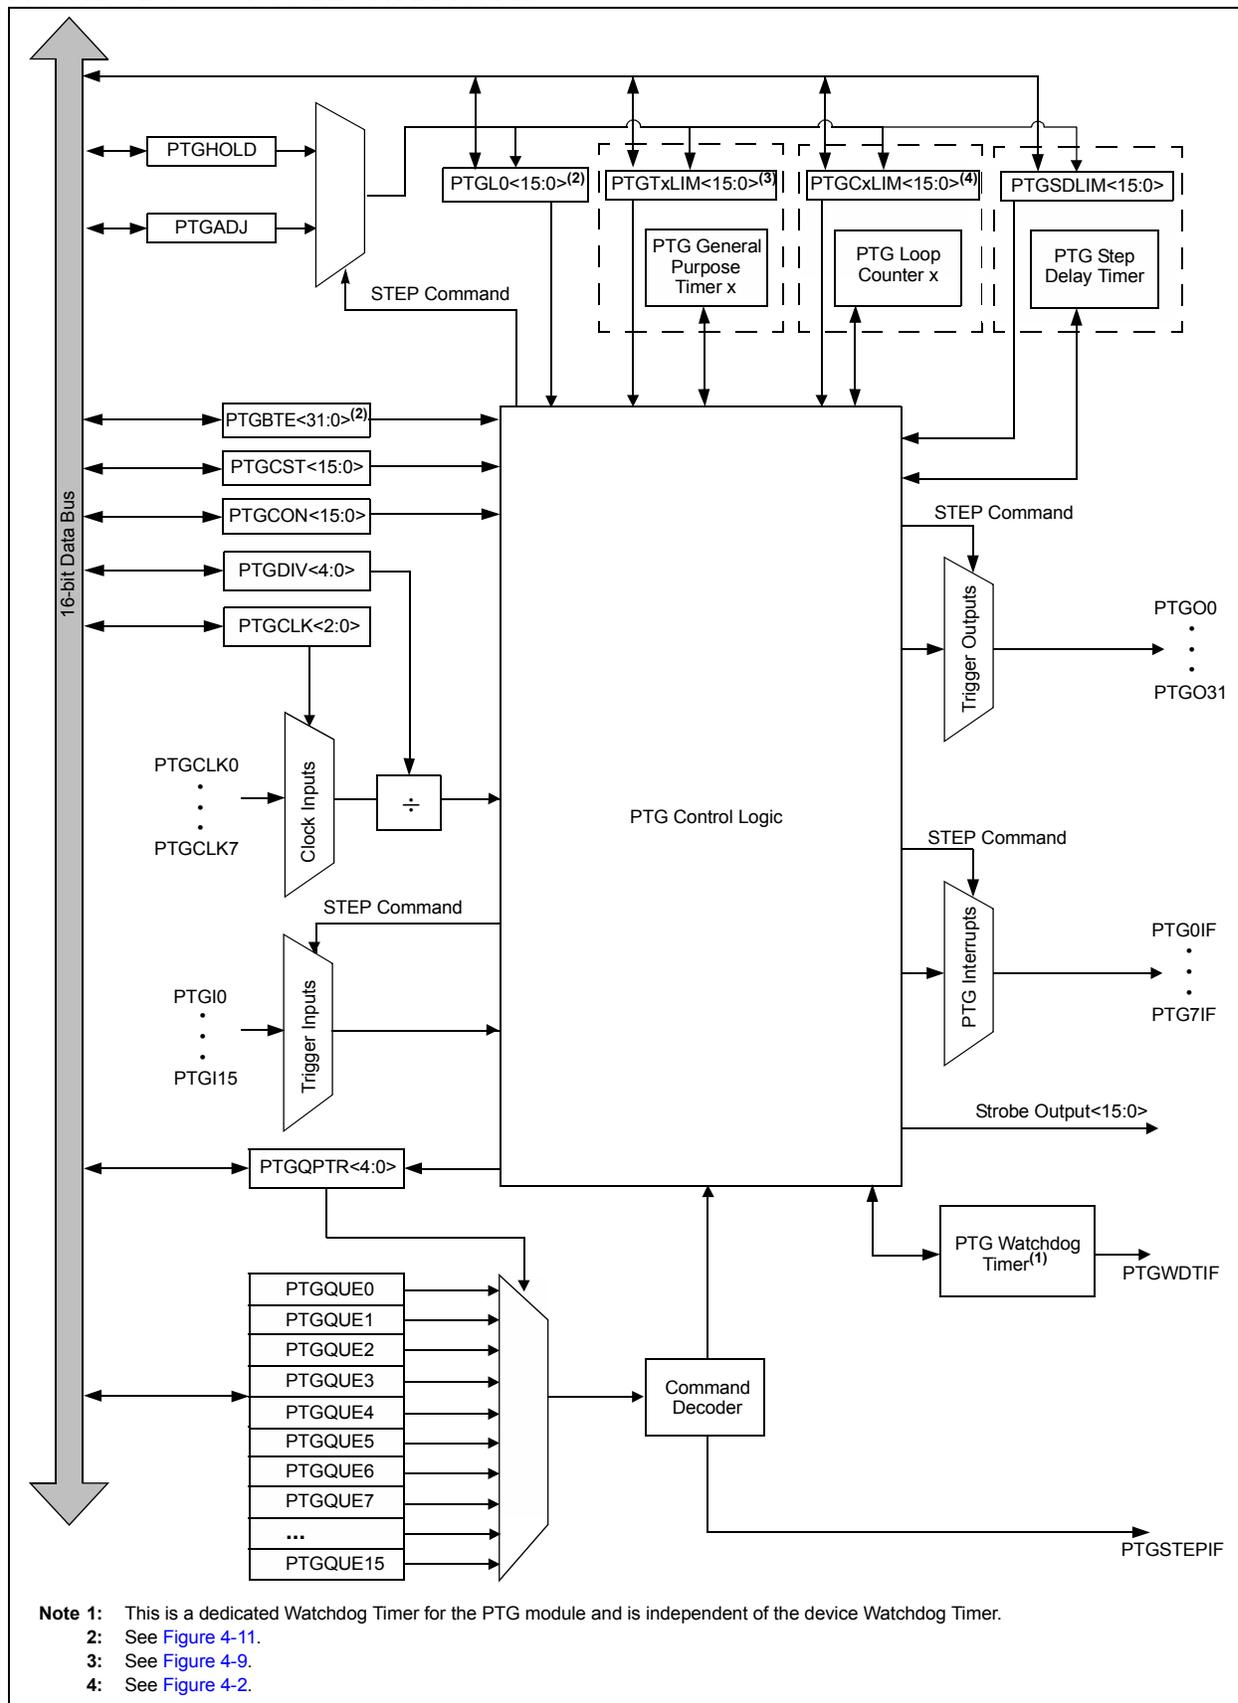 16-bit Data Bus
PTGHOLD
PTGADJ
STEP Command
PTGL0<15:0>(2)
PTGTxLIM<15:0>(3)
PTGCxLIM<15:0>(4)
PTGSDLIM<15:0>
PTG General
Purpose
Timer x
PTG Loop
Counter x
PTG Step
Delay Timer
PTGBTE<31:0>(2)
PTGCST<15:0>
PTGCON<15:0>
PTGDIV<4:0>
PTGCLK<2:0>
STEP Command
Trigger Outputs
PTGO0
•
•
•
PTGO31
PTGCLK0
•
•
•
PTGCLK7
Clock Inputs
÷
PTG Control Logic
STEP Command
PTG Interrupts
PTG0IF
•
•
•
PTG7IF
STEP Command
PTGI0
•
•
•
PTGI15
Trigger Inputs
Strobe Output<15:0>
PTGQPTR<4:0>
PTG Watchdog
Timer(1)
PTGWDTIF
PTGQUE0
PTGQUE1
PTGQUE2
PTGQUE3
PTGQUE4
PTGQUE5
PTGQUE6
PTGQUE7
...
PTGQUE15
Command
Decoder
PTGSTEPIF
Note 1: This is a dedicated Watchdog Timer for the PTG module and is independent of the device Watchdog Timer.
2: See Figure 4-11.
3: See Figure 4-9.
4: See Figure 4-2.